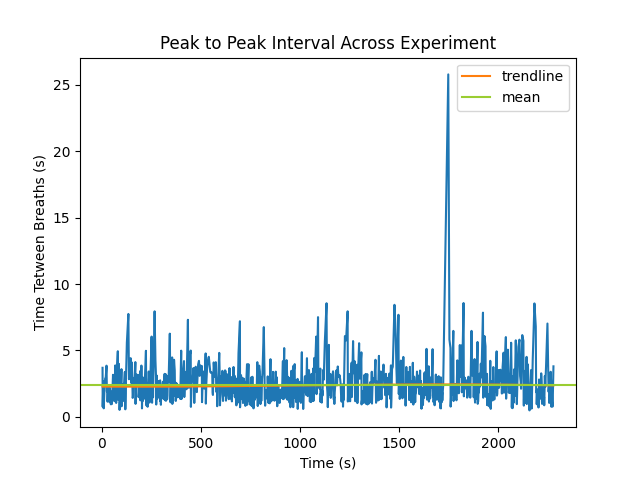 Peak to Peak Interval Across Experiment
trendline
mean
25
20
15
10
5
0
Time Tetween Breaths (s)
0
500
1000
1500
2000
Time (s)